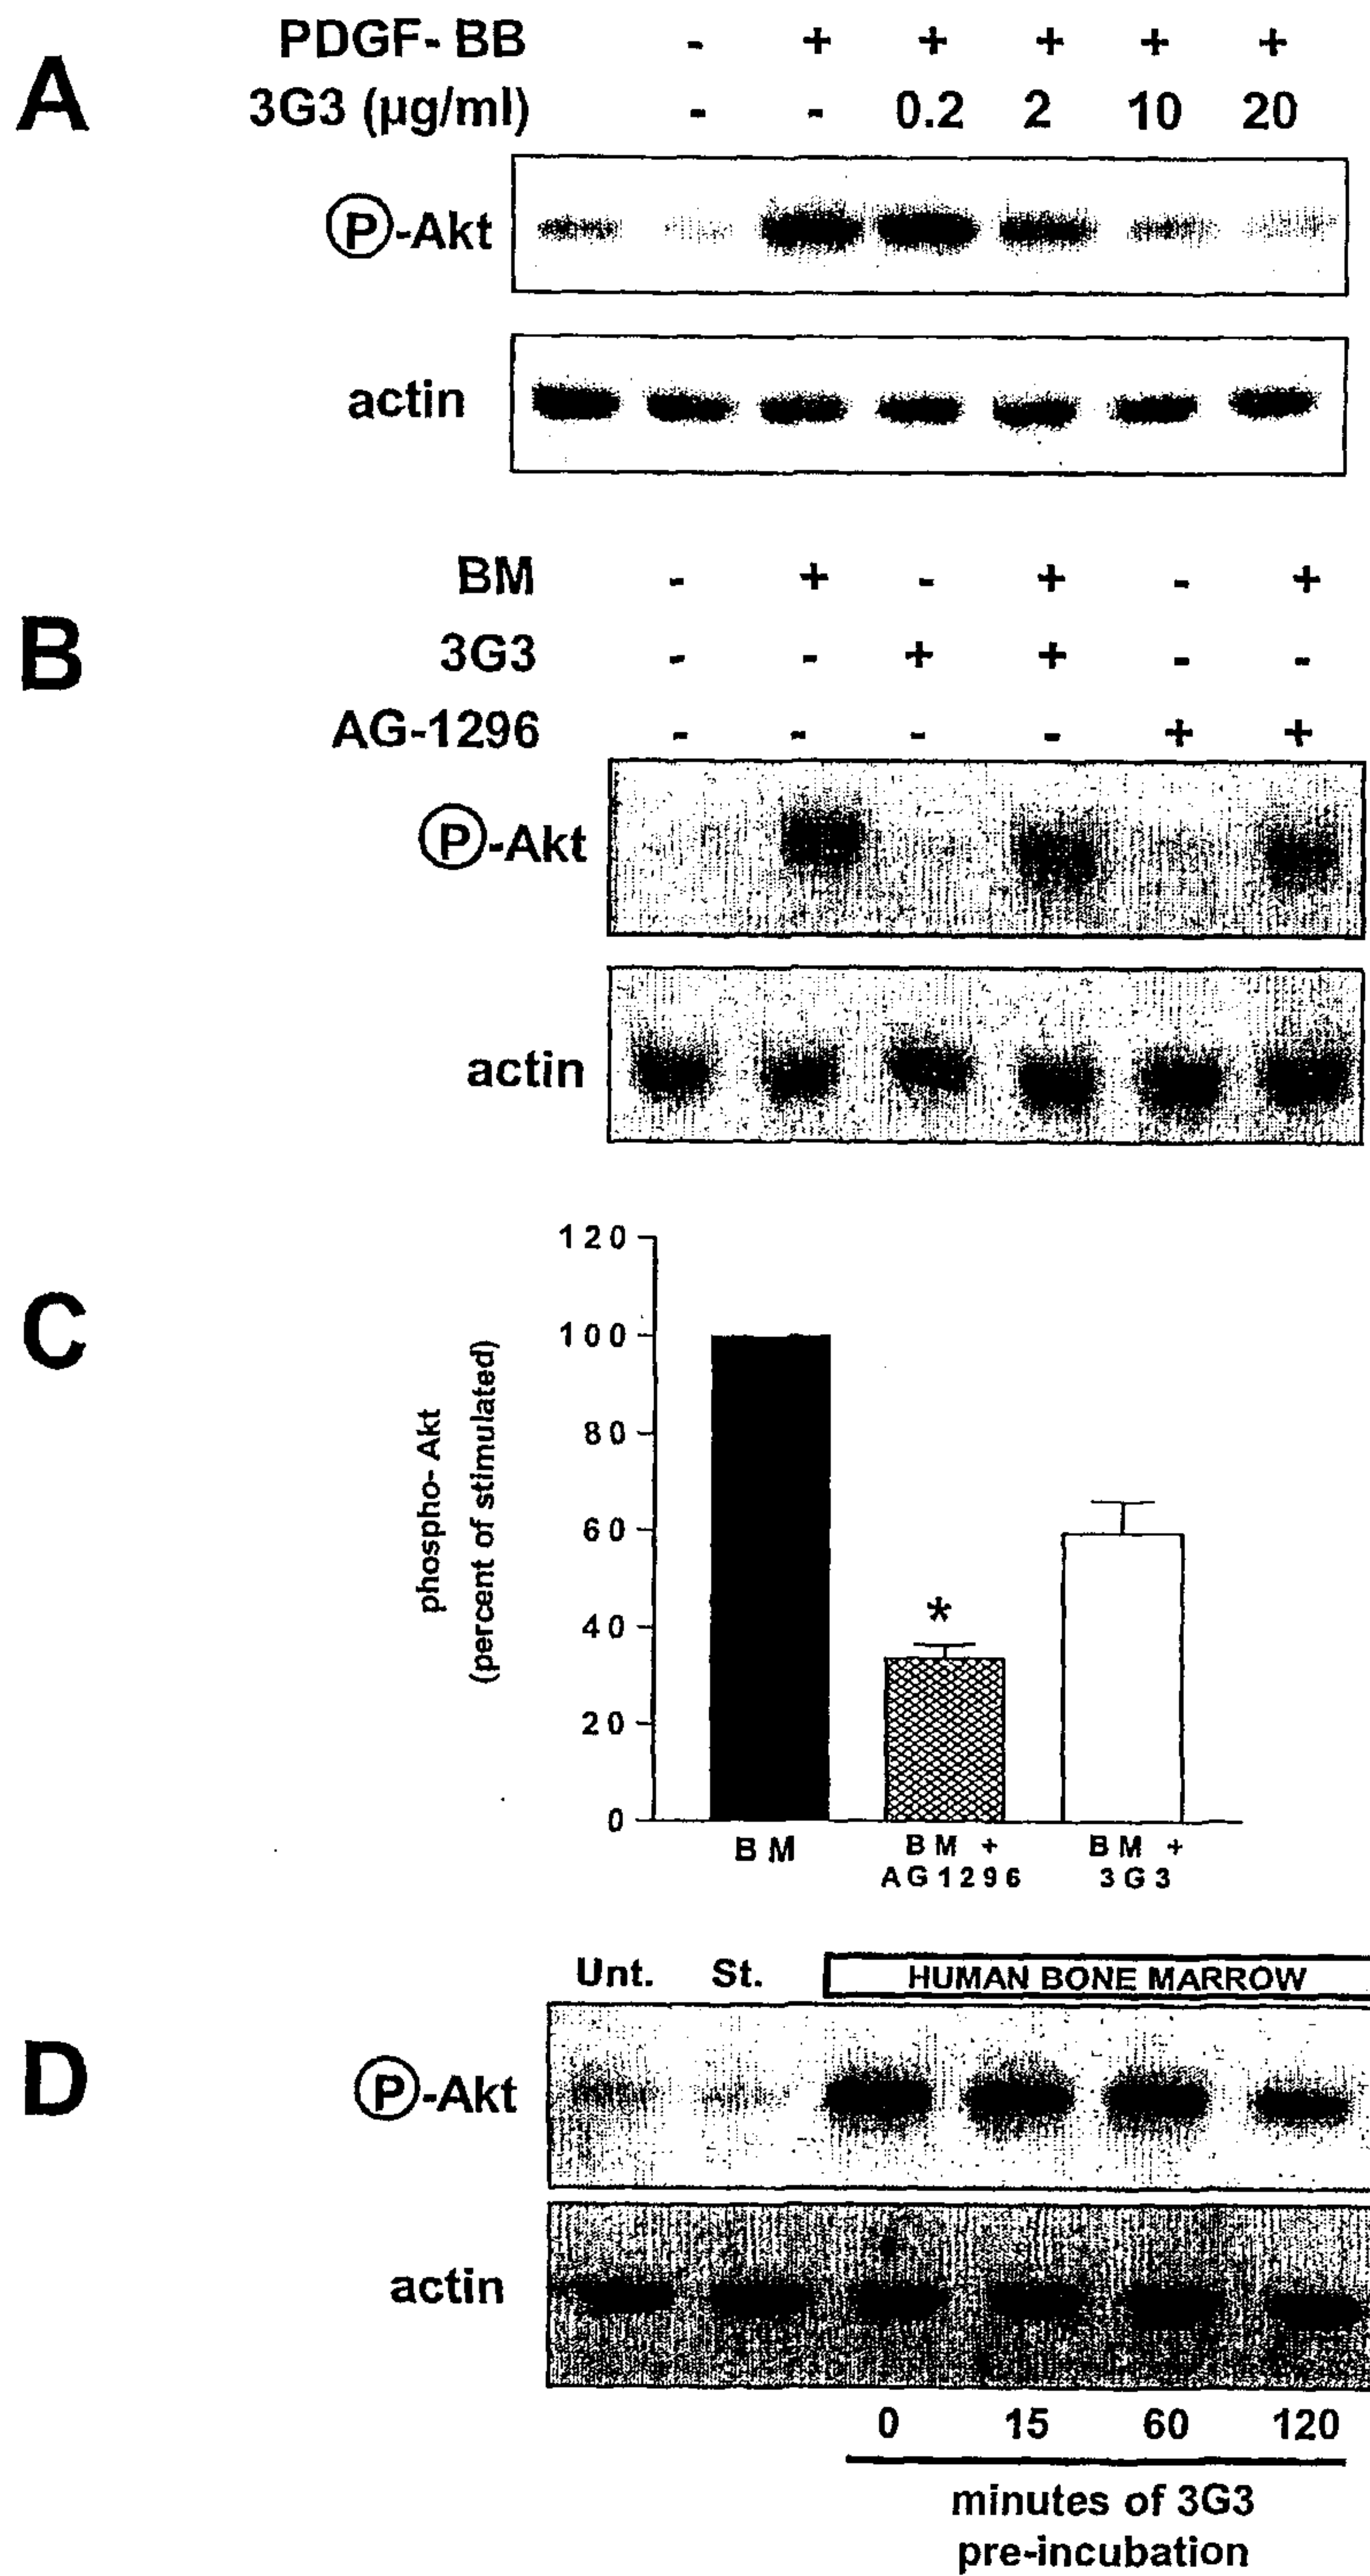 A
PDGF- BB - + + + + +
3G3 (µg/ml) - - 0.2 2 10 20
P-Akt
actin
B
BM - + - + - +
3G3 - - + + - -
AG-1296 - - - - + +
P-Akt
actin
C
120
100
80
60
40
20
0
phospho- Akt
(percent of stimulated)
*
BM BM + BM +
AG1296 3G3
D
Unt. St. HUMAN BONE MARROW
P-Akt
actin
0 15 60 120
minutes of 3G3
pre-incubation